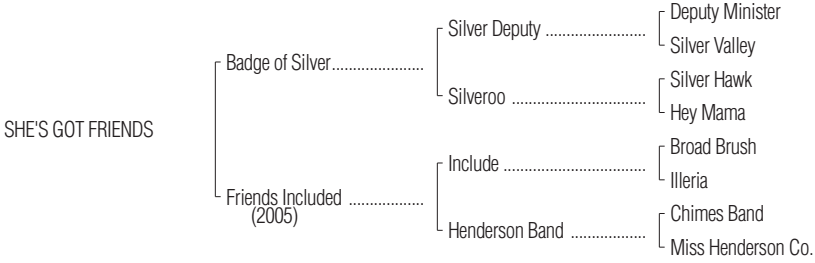 Deputy Minister
Silver Deputy ........................
Silver Valley
Badge of Silver......................
Silver Hawk
Silveroo ................................
Hey Mama
SHE'S GOT FRIENDS
Broad Brush
Include ..................................
Illeria
Friends Included ..................
(2005)
Chimes Band
Henderson Band ..................
Miss Henderson Co.